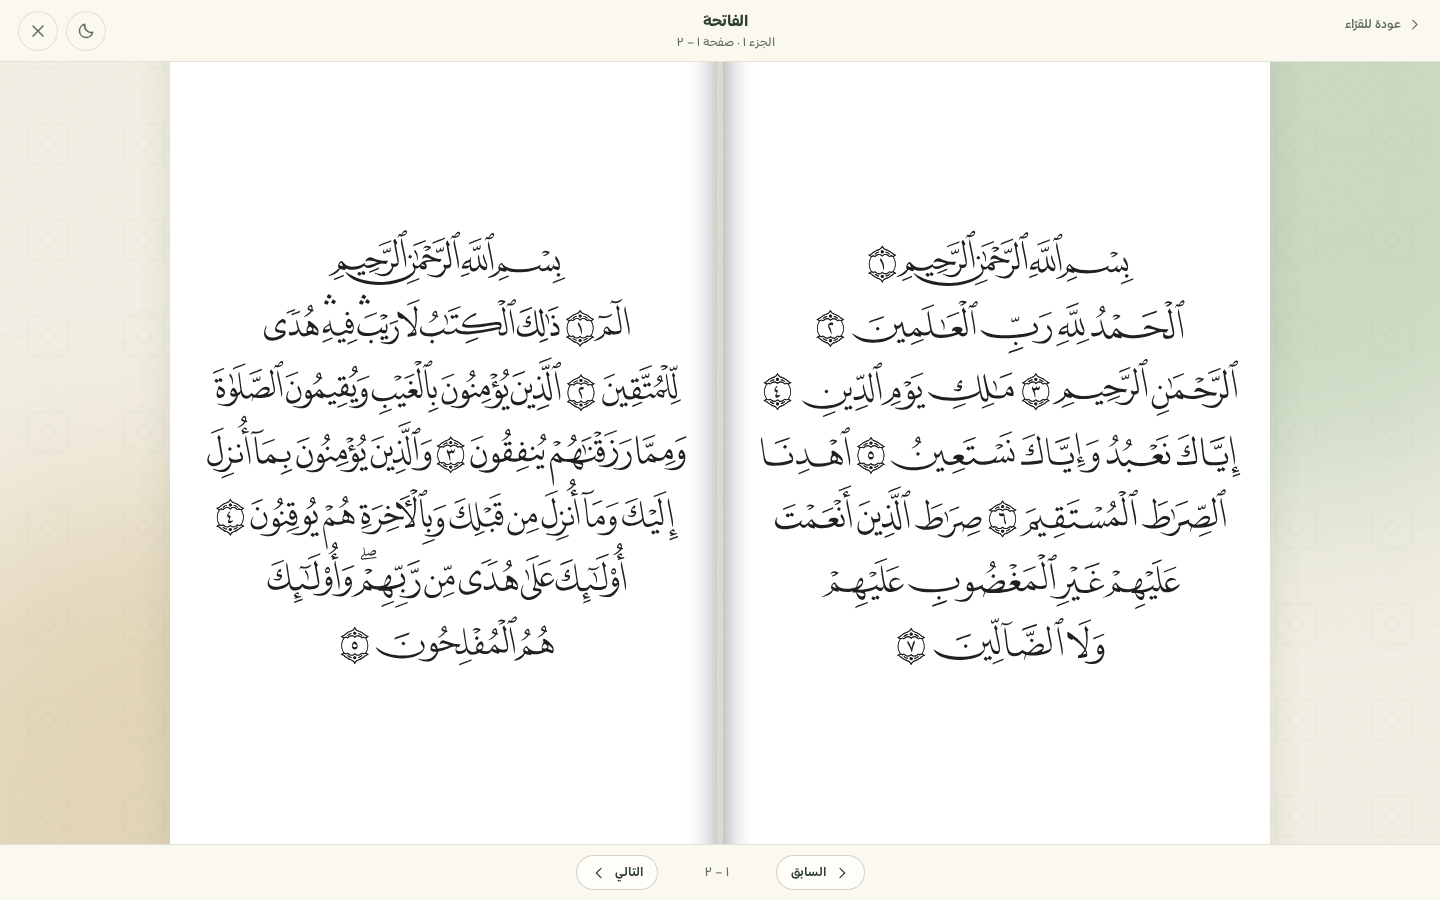 عودة للقرّاء
الفاتحة
الجزء ١ · صفحة ١ – ٢
بِسْمِ ٱللَّهِ ٱلرَّحْمَٰنِ ٱلرَّحِيمِ ١
ٱلْحَمْدُ لِلَّهِ رَبِّ ٱلْعَٰلَمِينَ ٢
ٱلرَّحْمَٰنِ ٱلرَّحِيمِ ٣ مَٰلِكِ يَوْمِ ٱلدِّينِ ٤
إِيَّاكَ نَعْبُدُ وَإِيَّاكَ نَسْتَعِينُ ٥ ٱهْدِنَا
ٱلصِّرَٰطَ ٱلْمُسْتَقِيمَ ٦ صِرَٰطَ ٱلَّذِينَ أَنْعَمْتَ
عَلَيْهِمْ غَيْرِ ٱلْمَغْضُوبِ عَلَيْهِمْ
وَلَا ٱلضَّآلِّينَ ٧
بِسْمِ ٱللَّهِ ٱلرَّحْمَٰنِ ٱلرَّحِيمِ
الٓمٓ ١ ذَٰلِكَ ٱلْكِتَٰبُ لَا رَيْبَ ۛ فِيهِ ۛ هُدًى
لِّلْمُتَّقِينَ ٢ ٱلَّذِينَ يُؤْمِنُونَ بِٱلْغَيْبِ وَيُقِيمُونَ ٱلصَّلَوٰةَ
وَمِمَّا رَزَقْنَٰهُمْ يُنفِقُونَ ٣ وَٱلَّذِينَ يُؤْمِنُونَ بِمَآ أُنزِلَ
إِلَيْكَ وَمَآ أُنزِلَ مِن قَبْلِكَ وَبِٱلْءَاخِرَةِ هُمْ يُوقِنُونَ ٤
أُو۟لَٰٓئِكَ عَلَىٰ هُدًى مِّن رَّبِّهِمْ ۖ وَأُو۟لَٰٓئِكَ
هُمُ ٱلْمُفْلِحُونَ ٥
السابق
١ – ٢
التالي